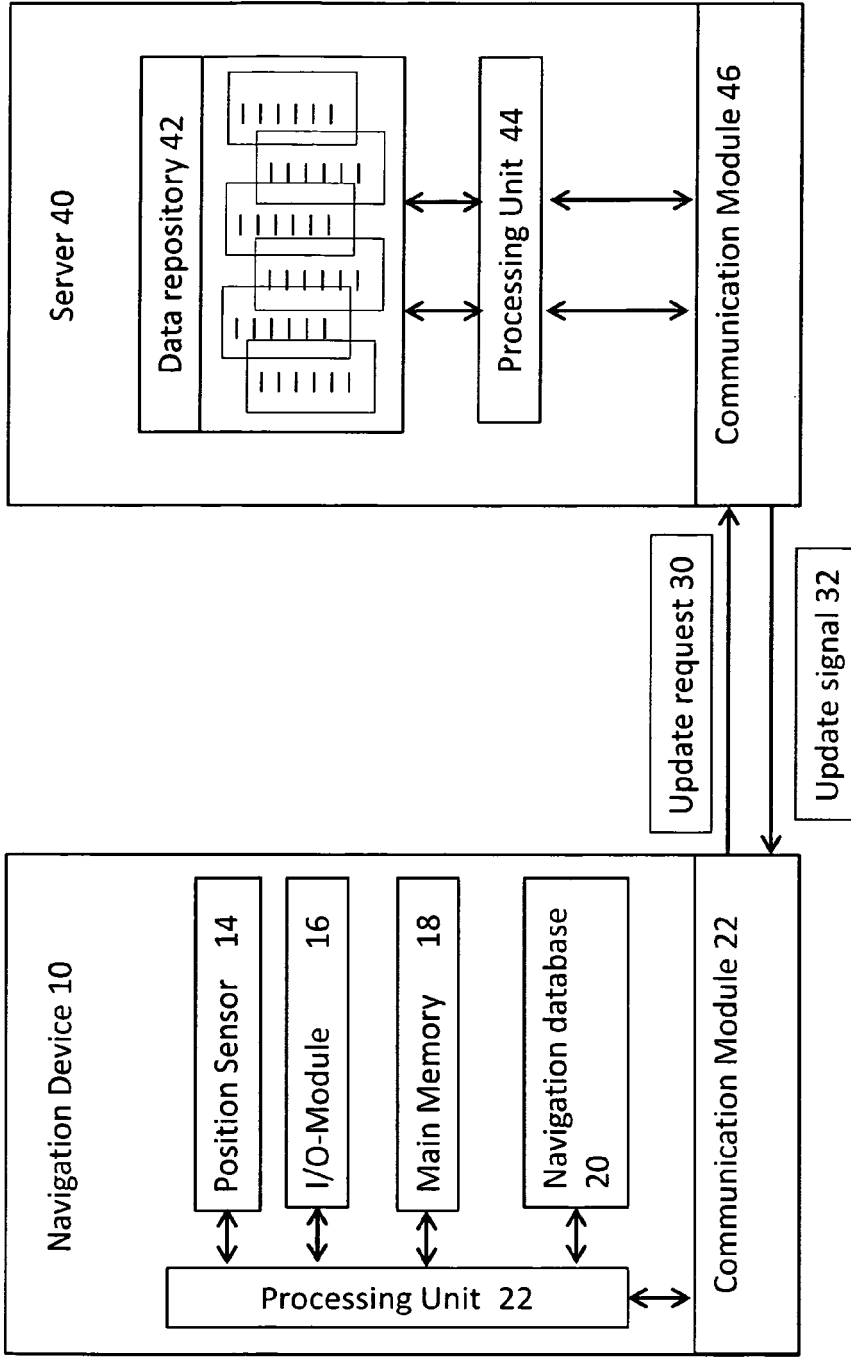 Navigation Device 10
Processing Unit 22
Position Sensor 14
I/O-Module 16
Main Memory 18
Navigation database
20
Communication Module 22
Update request 30
Update signal 32
Server 40
Data repository 42
Processing Unit 44
Communication Module 46